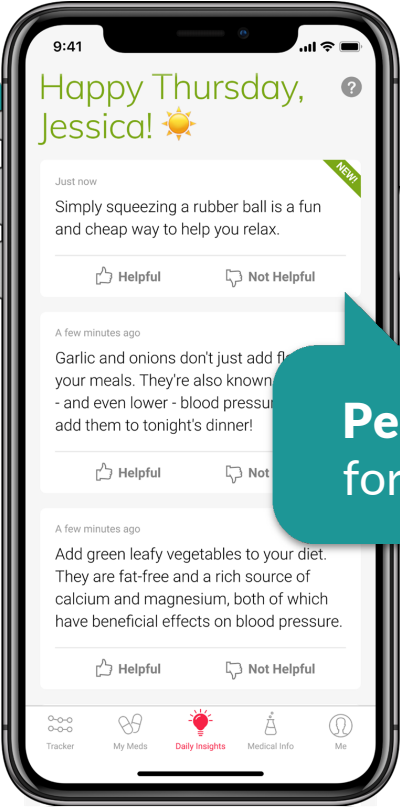 9:41
Happy Thursday,
Jessica!
?
NEW!
Just now
Simply squeezing a rubber ball is a fun
and cheap way to help you relax.
Helpful
Not Helpful
A few minutes ago
Garlic and onions don't just add
your meals. They're also known
- and even lower - blood
add them to tonight's dinner!
Helpful
Not
Pe
for
A few minutes ago
Add green leafy vegetables to your diet.
They are fat-free and a rich source of
calcium and magnesium, both of which
have beneficial effects on blood pressure.
Helpful
Not Helpful
Tracker
My Meds
Daily Insights
Medical Info
Me